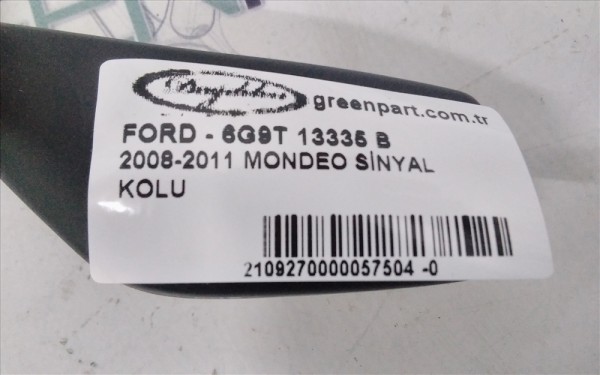 greenpart.com.tr
FORD - 6G9T 13335 B
2008-2011 MONDEO SİNYAL
KOLU
2109270000057504 -0